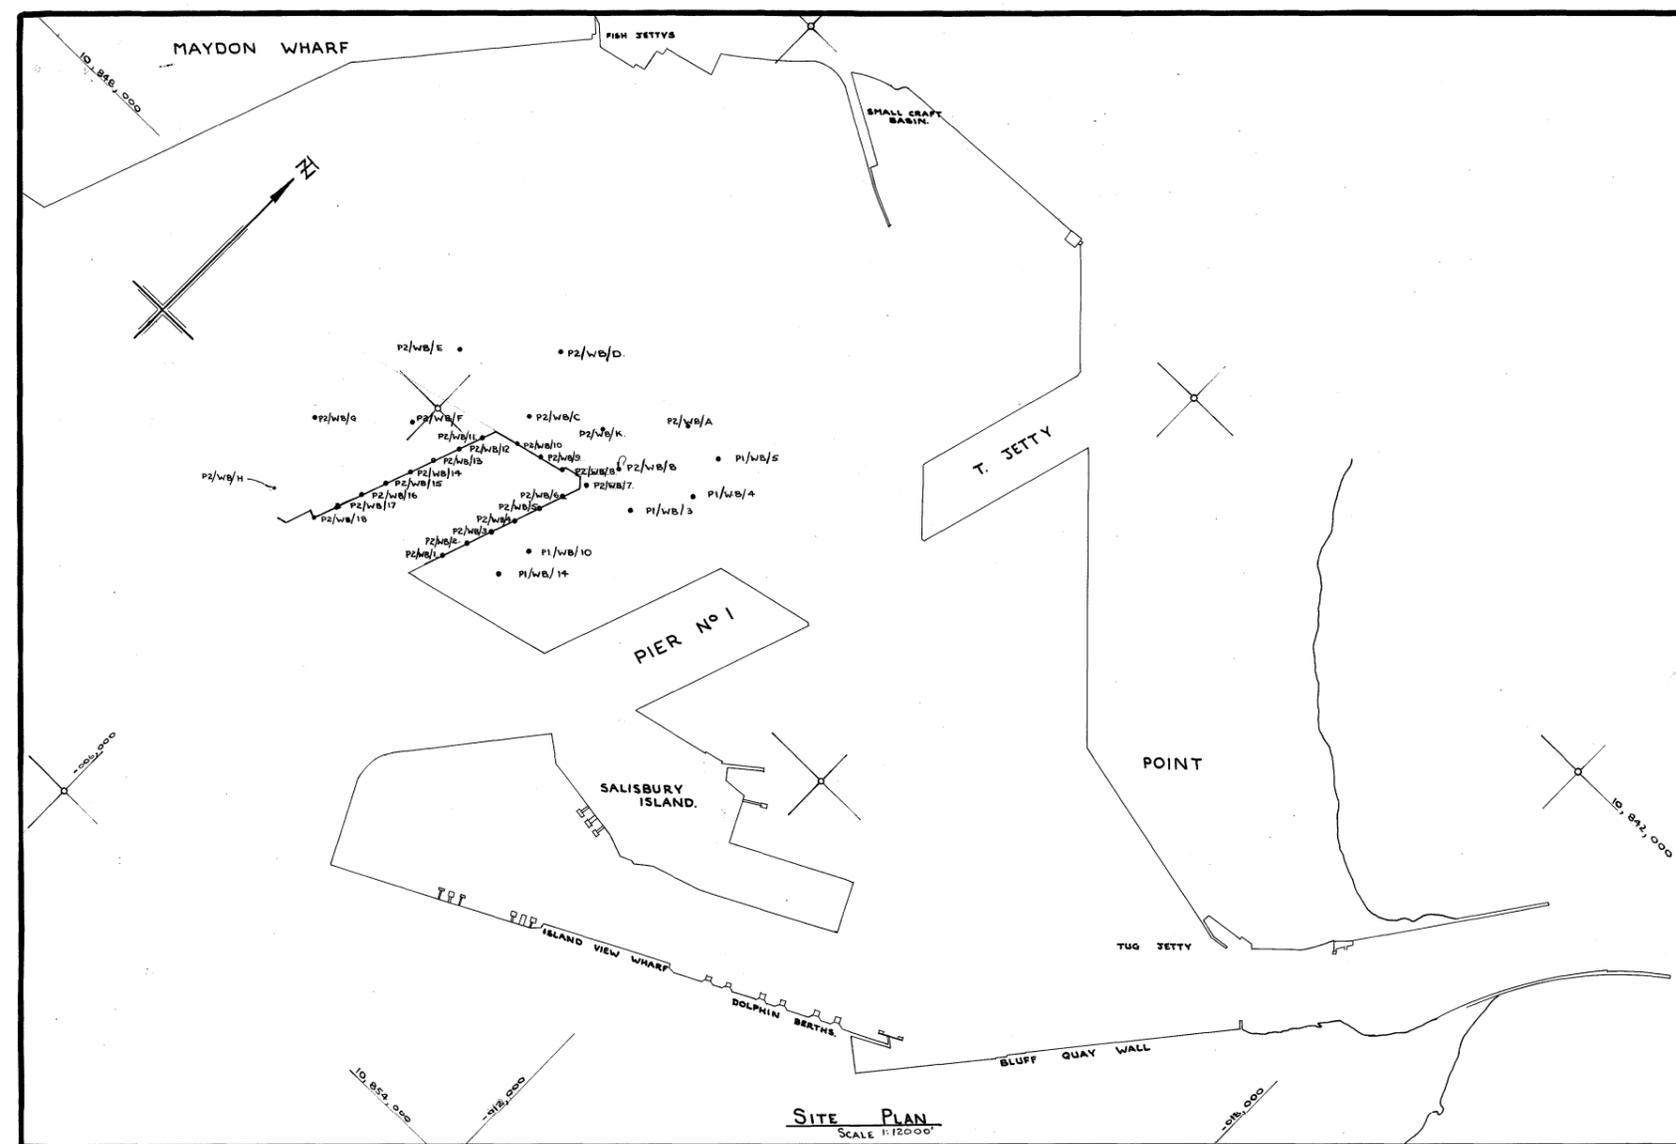 MAYDON WHARF
FISH JETTYS
10, 848, 000
SMALL CRAFT
BASIN.
N
P2/WB/E
P2/WB/D.
P2/WB/G
P2/WB/F
P2/WB/C
P2/WB/K.
P2/WB/A
P2/WB/11
P2/WB/10
P2/WB/12
T. JETTY
P2/WB/9
P1/WB/5
P2/WB/13
P2/WB/8
P2/WB/B
P2/WB/14
P2/WB/H
P2/WB/15
P2/WB/7.
P2/WB/16
P2/WB/6
P1/WB/4
P2/WB/17
P2/WB/5
P1/WB/3
P2/WB/18
P2/WB/4
P2/WB/3
P2/WB/2
P2/WB/1
P1/WB/10
P1/WB/14
PIER No 1
-006,000
POINT
SALISBURY
ISLAND.
10, 842, 000
ISLAND VIEW WHARF
TUG JETTY
DOLPHIN BERTHS.
BLUFF QUAY WALL
10, 854, 000
-012,000
-018,000
SITE PLAN
SCALE 1:12000'